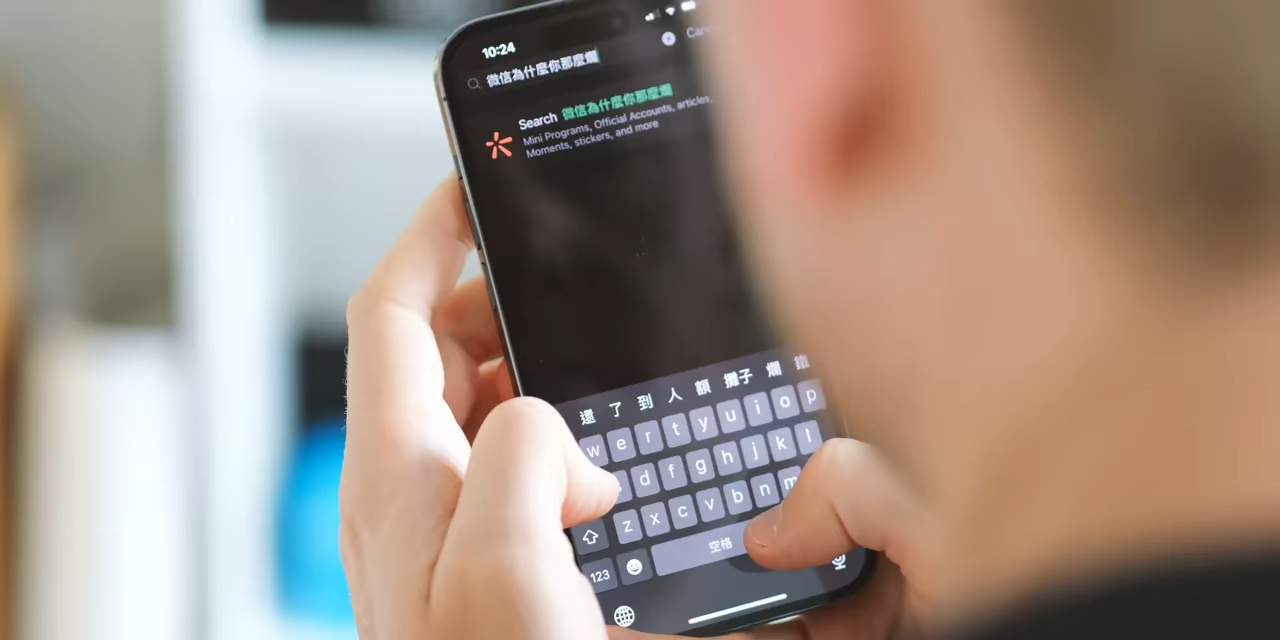 10:24
微信為什麼你那麼爛
Search 微信為什麼你那麼爛
Mini Programs, Official Accounts, articles,
Moments, stickers, and more
還 了 到 人 額 攤子 爛
w e r t y u i o p
d f g h j k l
z x c v b n m
123 空格